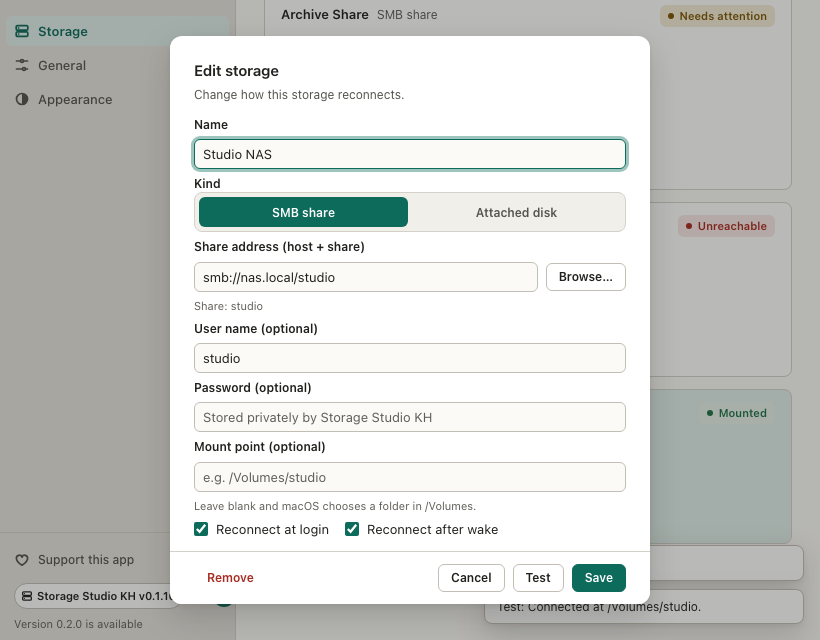 Storage
General
Appearance
Archive Share SMB share
Needs attention
Unreachable
Mounted
Edit storage
Change how this storage reconnects.
Name
Studio NAS
Kind
SMB share
Attached disk
Share address (host + share)
smb://nas.local/studio
Browse...
Share: studio
User name (optional)
studio
Password (optional)
Stored privately by Storage Studio KH
Mount point (optional)
e.g. /Volumes/studio
Leave blank and macOS chooses a folder in /Volumes.
Reconnect at login
Reconnect after wake
Remove
Cancel
Test
Save
Support this app
Storage Studio KH
Version 0.2.0 is available
Test: Connected at /Volumes/studio.